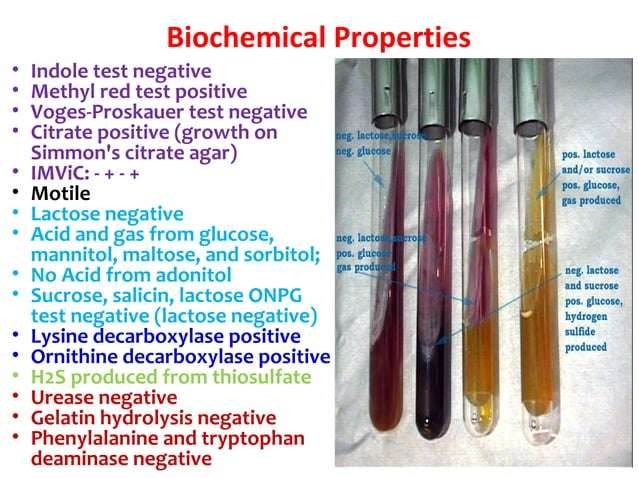 Biochemical Properties
• Indole test negative
• Methyl red test positive
• Voges-Proskauer test negative
• Citrate positive (growth on
Simmon's citrate agar)
• IMViC: - + - +
• Motile
• Lactose negative
• Acid and gas from glucose,
mannitol, maltose, and sorbitol;
• No Acid from adonitol
• Sucrose, salicin, lactose ONPG
test negative (lactose negative)
• Lysine decarboxylase positive
• Ornithine decarboxylase positive
• H2S produced from thiosulfate
• Urease negative
• Gelatin hydrolysis negative
• Phenylalanine and tryptophan
deaminase negative
neg. lactose,sucrose
neg. glucose
neg. lactose,sucrose
pos. glucose
gas produced
pos. lactose
and/or sucrose
pos. glucose,
gas produced
neg. lactose
and sucrose
pos. glucose,
hydrogen
sulfide
produced